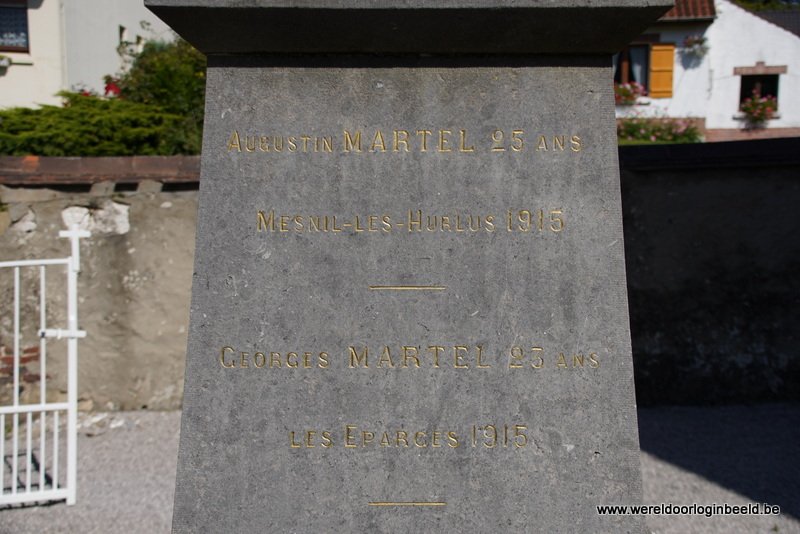 Augustin MARTEL 25 ans
Mesnil-les-Hurlus 1915
Georges MARTEL 23 ans
les Eparges 1915
www.wereldoorloginbeeld.be